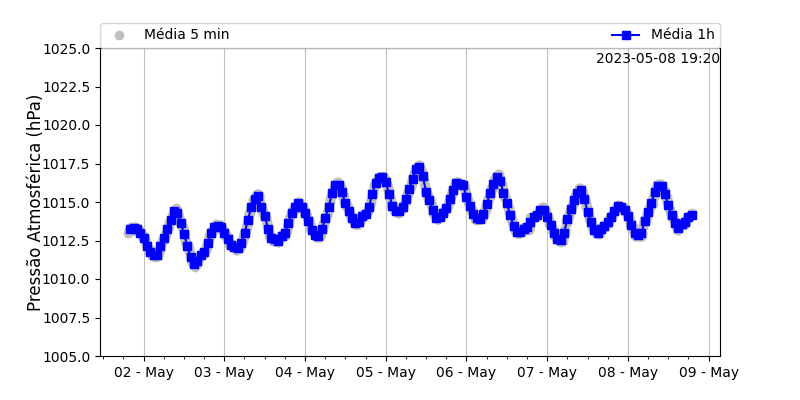 Média 5 min
Média 1h
2023-05-08 19:20
Pressão Atmosférica (hPa)
1025.0
1022.5
1020.0
1017.5
1015.0
1012.5
1010.0
1007.5
1005.0
02 - May
03 - May
04 - May
05 - May
06 - May
07 - May
08 - May
09 - May